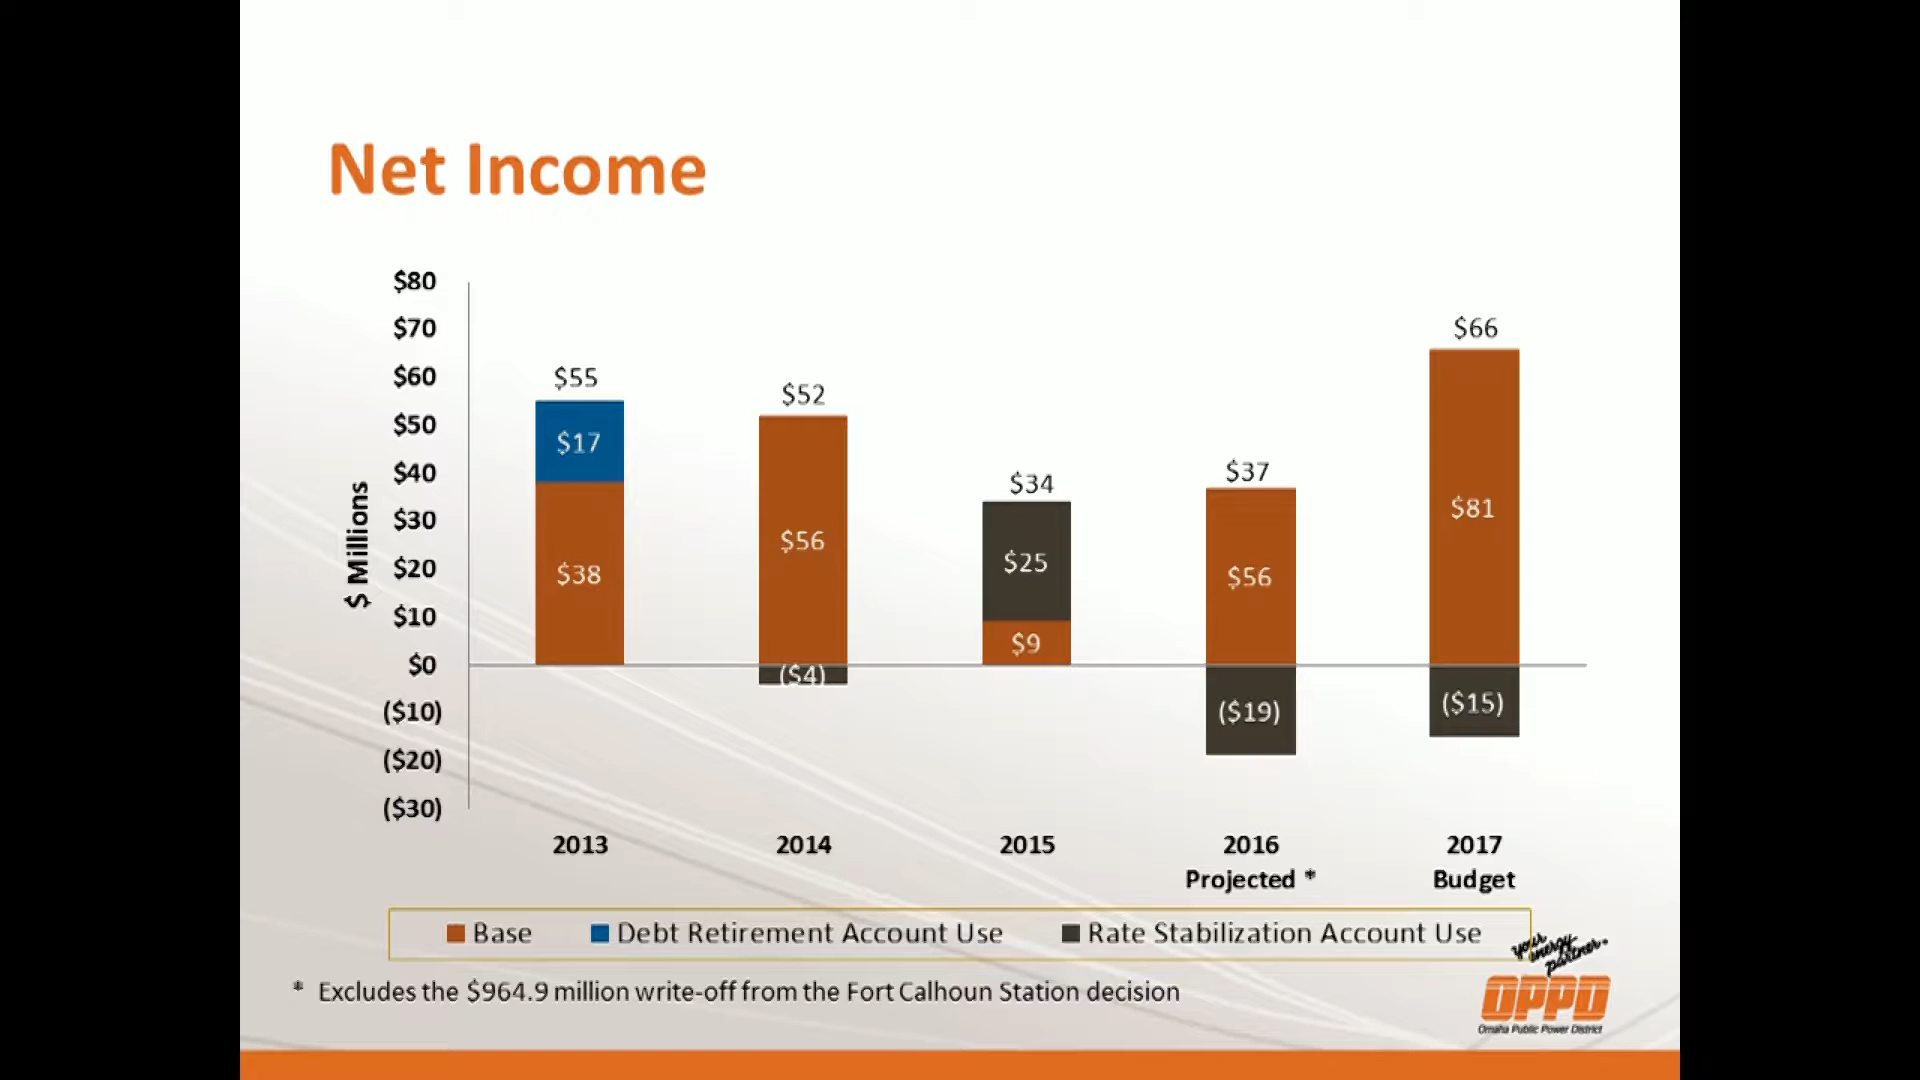 Net Income
$ Millions
$80
$70
$60
$50
$40
$30
$20
$10
$0
($10)
($20)
($30)
$55
$17
$38
$52
$56
($4)
$34
$25
$9
$37
$56
($19)
$66
$81
($15)
2013
2014
2015
2016
Projected *
2017
Budget
Base
Debt Retirement Account Use
Rate Stabilization Account Use
* Excludes the $964.9 million write-off from the Fort Calhoun Station decision
your
energy
partner
OPPD
Omaha Public Power District